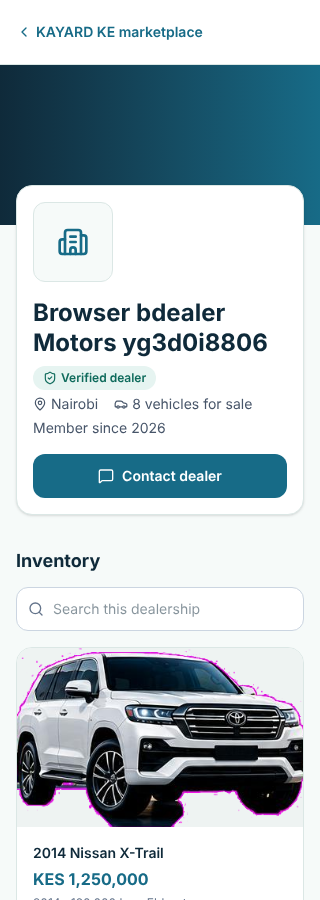 KAYARD KE marketplace
Browser bdealer
Motors yg3d0i8806
Verified dealer
Nairobi 8 vehicles for sale
Member since 2026
Contact dealer
Inventory
Search this dealership
2014 Nissan X-Trail
KES 1,250,000